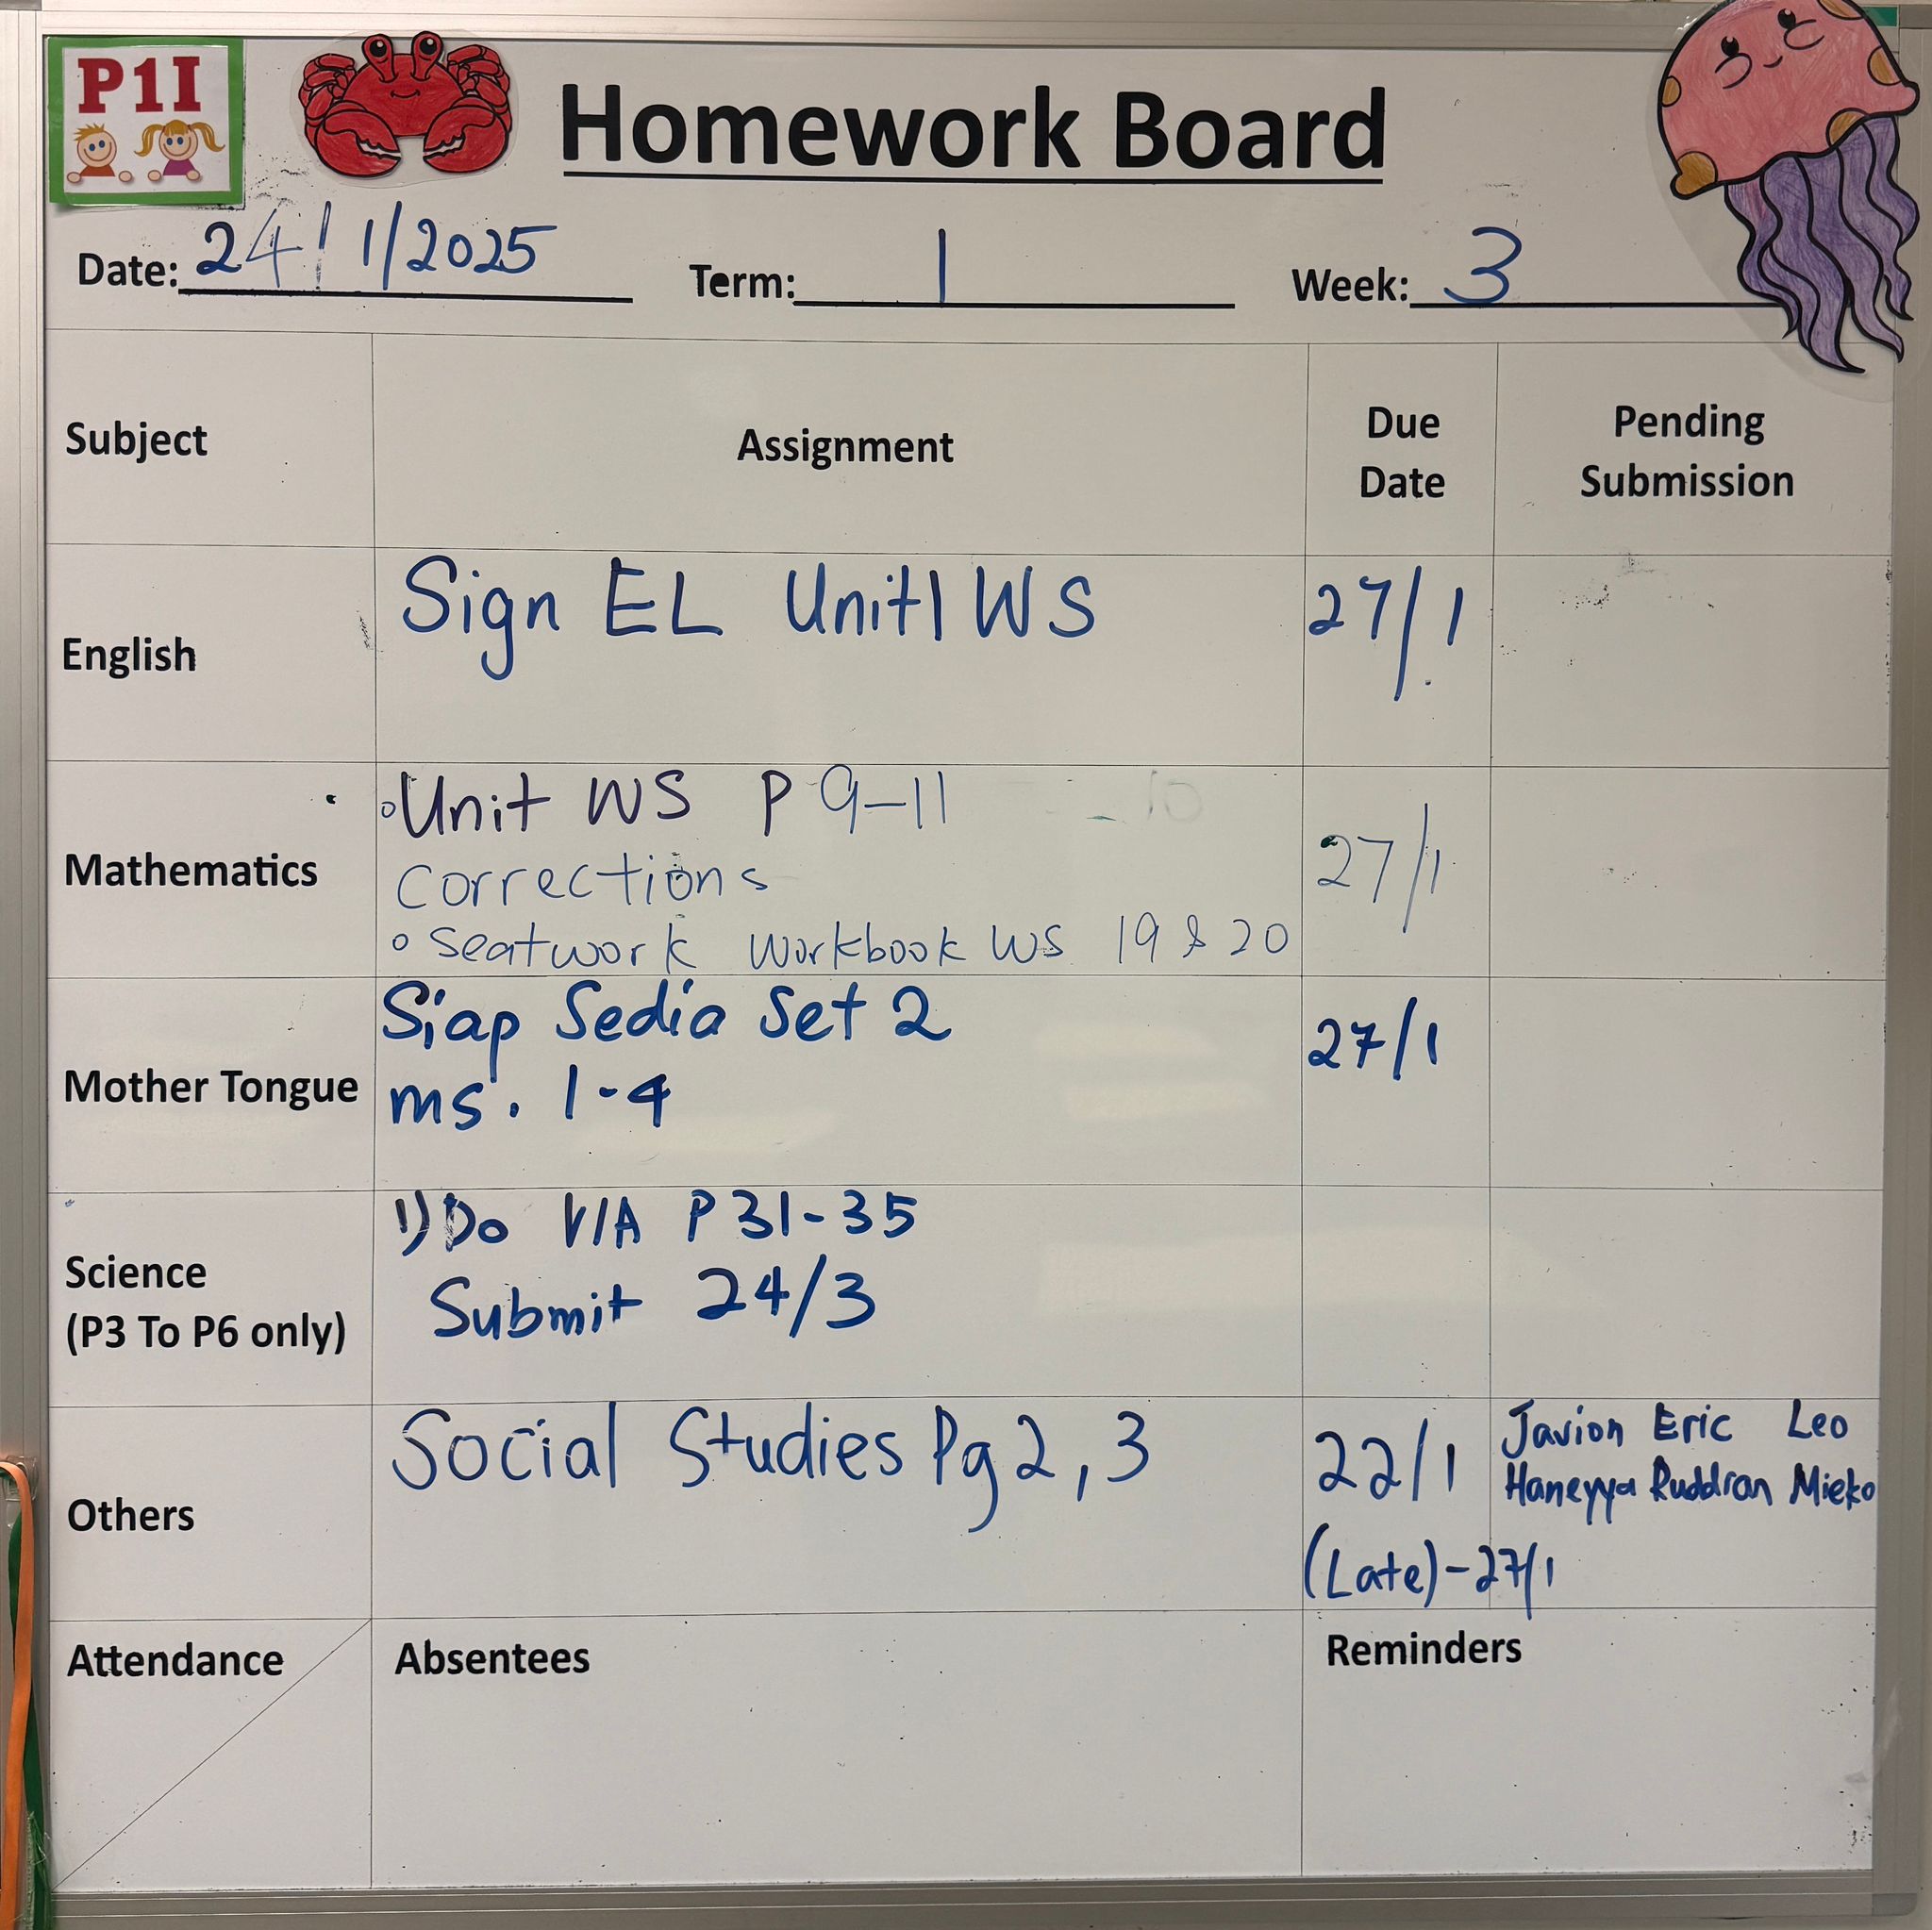 P1I
Homework Board
Date: 24/1/2025 Term: 1 Week: 3
Subject Assignment Due Date Pending Submission
English Sign EL Unit1 WS 27/1
Mathematics
◦Unit WS P 9-11 27/1
Corrections
◦ Seatwork Workbook WS 19 & 20
Mother Tongue
Siap Sedia Set 2 27/1
ms. 1-4
Science
(P3 To P6 only)
1) Do V/A P 31-35
Submit 24/3
Others
Social Studies Pg 2, 3 22/1 Javion Eric Leo
Haneyya Ruddran Mieko
(Late)-27/1
Attendance Absentees Reminders